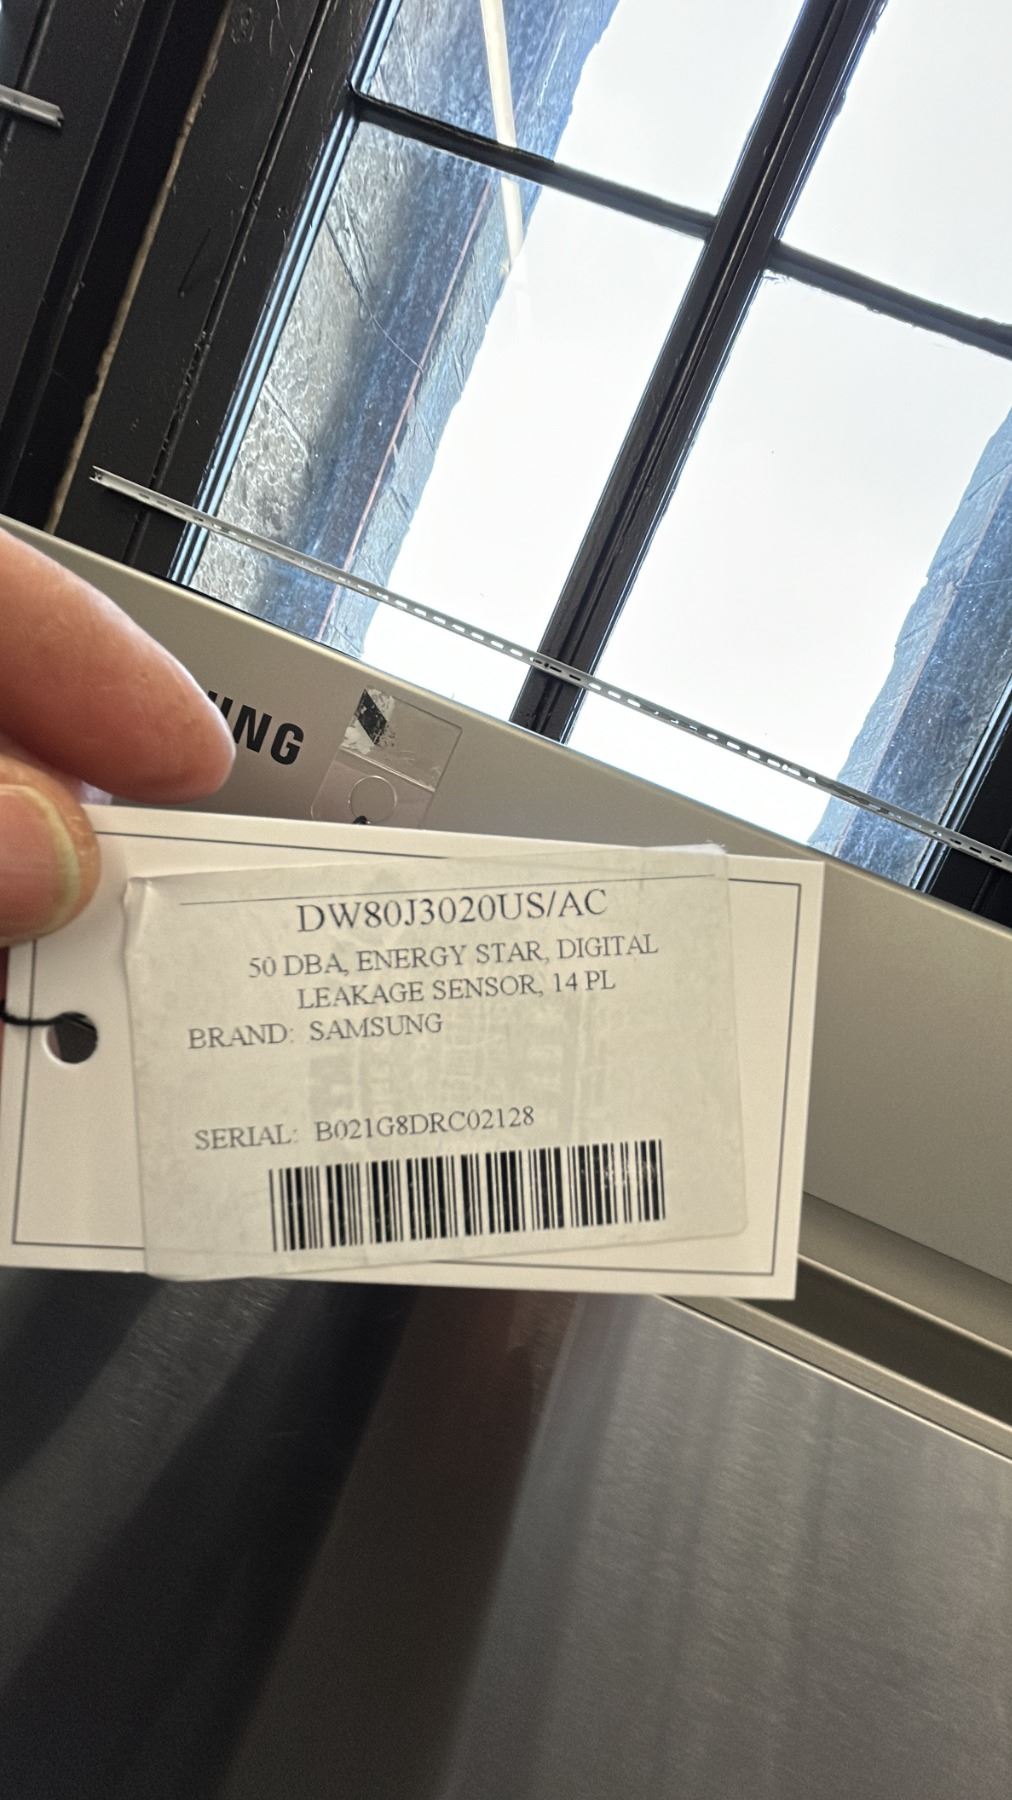 UNG
DW80J3020US/AC
50 DBA, ENERGY STAR, DIGITAL
LEAKAGE SENSOR, 14 PL
BRAND: SAMSUNG
SERIAL: B021G8DRC02128